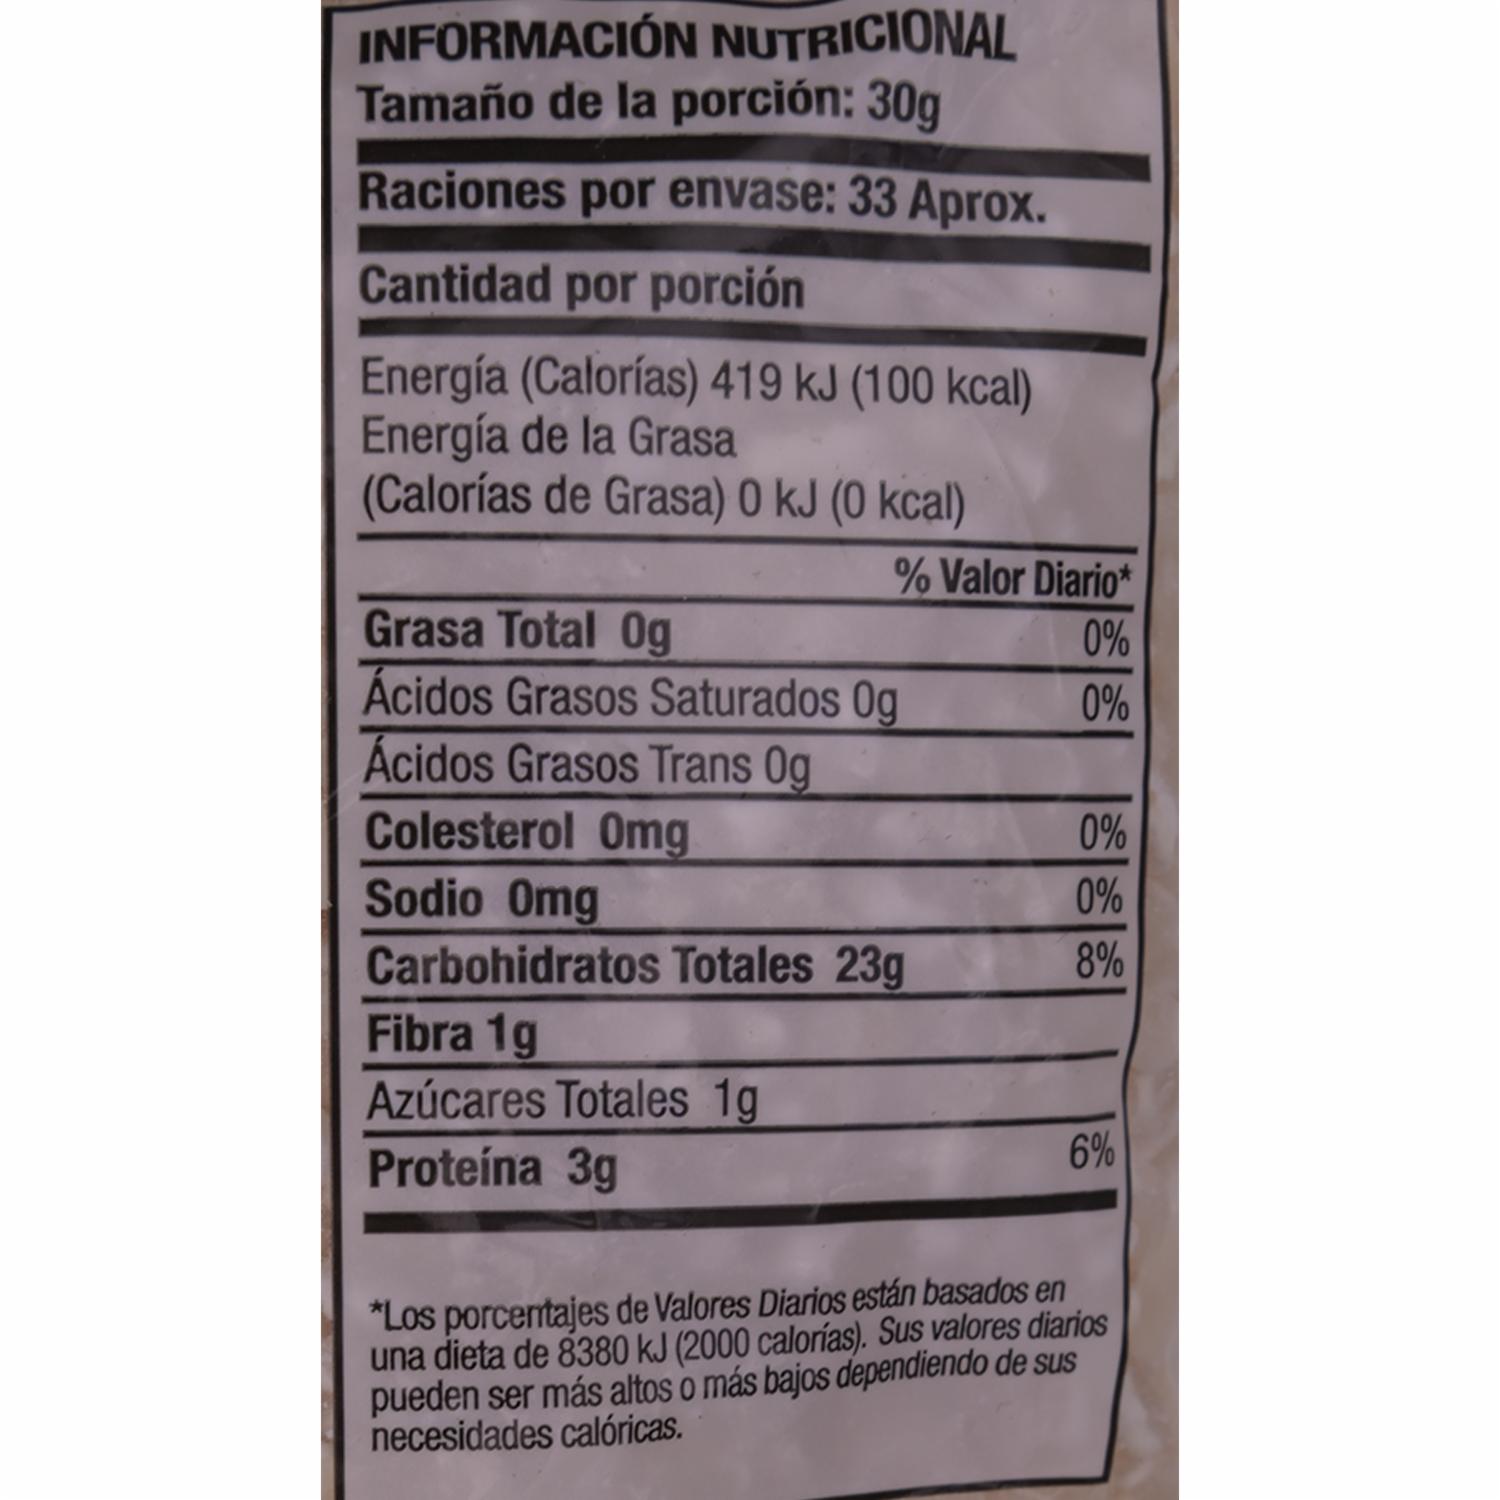 INFORMACIÓN NUTRICIONAL
Tamaño de la porción: 30g
Raciones por envase: 33 Aprox.
Cantidad por porción
Energía (Calorías) 419 kJ (100 kcal)
Energía de la Grasa
(Calorías de Grasa) 0 kJ (0 kcal)
% Valor Diario*
Grasa Total 0g 0%
Ácidos Grasos Saturados 0g 0%
Ácidos Grasos Trans 0g
Colesterol 0mg 0%
Sodio 0mg 0%
Carbohidratos Totales 23g 8%
Fibra 1g
Azúcares Totales 1g
Proteína 3g 6%
*Los porcentajes de Valores Diarios están basados en
una dieta de 8380 kJ (2000 calorías). Sus valores diarios
pueden ser más altos o más bajos dependiendo de sus
necesidades calóricas.